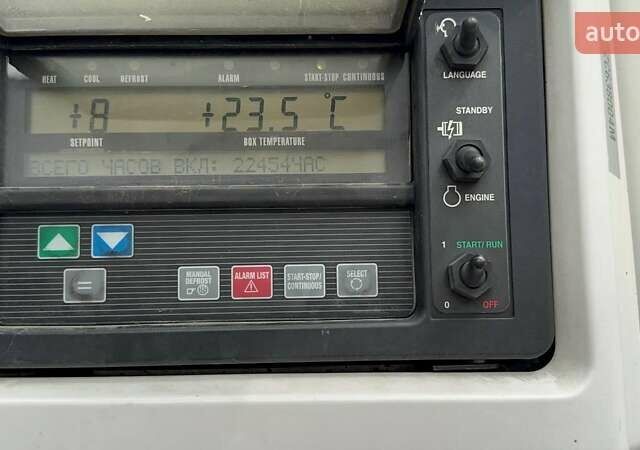 auto
HEAT COOL DEFROST ALARM START-STOP CONTINUOUS
+8 +23.5 °C
SETPOINT BOX TEMPERATURE
ВСЕГО ЧАСОВ ВКЛ: 22454ЧАС
LANGUAGE
STANDBY
ENGINE
1 START/RUN
0 OFF
MANUAL
DEFROST
ALARM LIST
START-STOP/
CONTINUOUS
SELECT
=